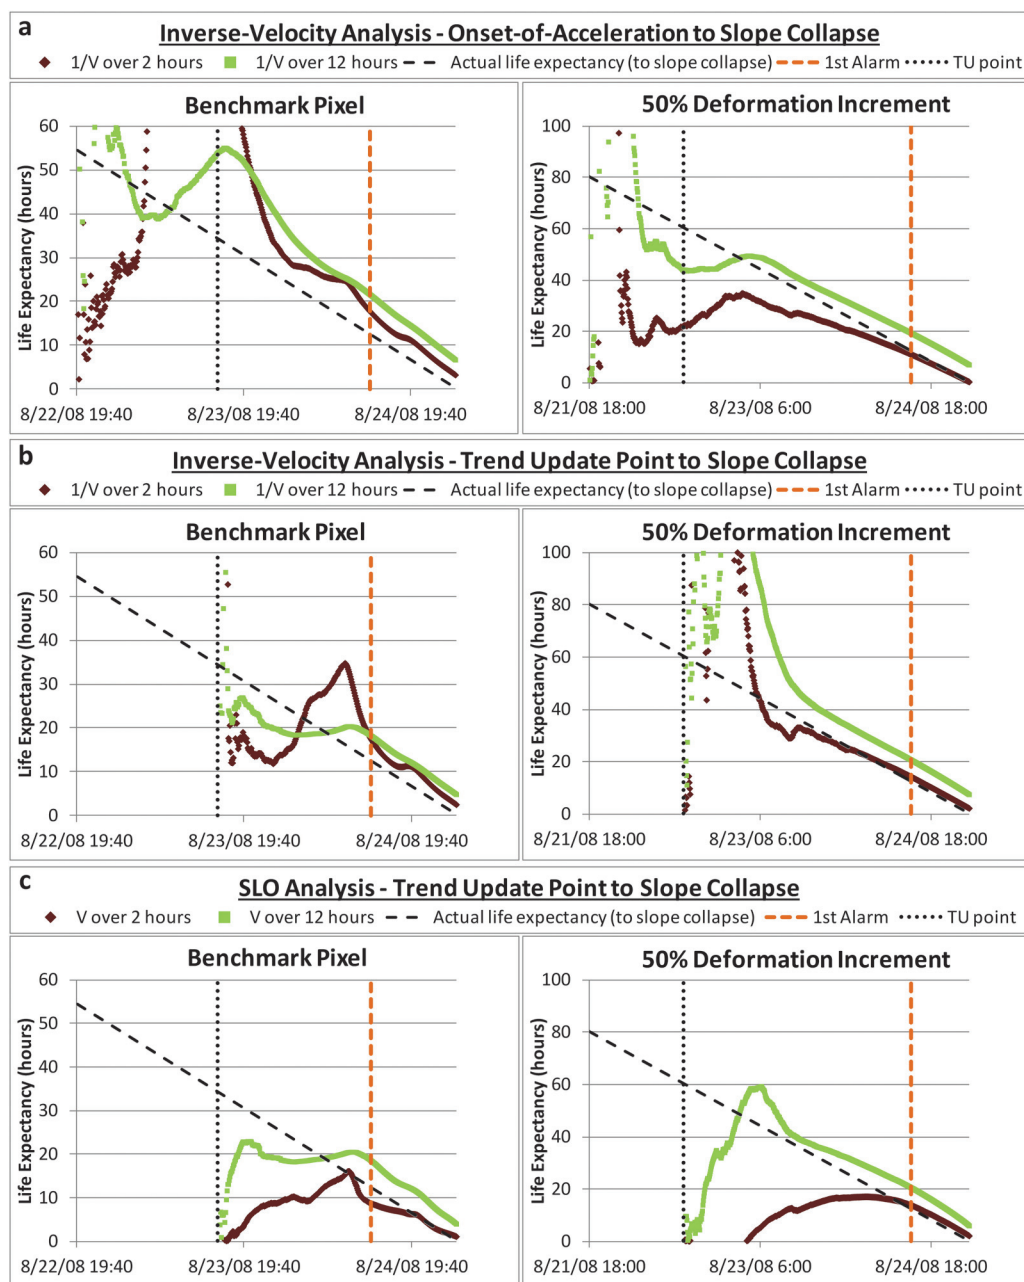 a
Inverse-Velocity Analysis - Onset-of-Acceleration to Slope Collapse
1/V over 2 hours 1/V over 12 hours Actual life expectancy (to slope collapse) 1st Alarm TU point
Benchmark Pixel
Life Expectancy (hours)
60
50
40
30
20
10
0
8/22/08 19:40 8/23/08 19:40 8/24/08 19:40
50% Deformation Increment
Life Expectancy (hours)
100
80
60
40
20
0
8/21/08 18:00 8/23/08 6:00 8/24/08 18:00
b
Inverse-Velocity Analysis - Trend Update Point to Slope Collapse
1/V over 2 hours 1/V over 12 hours Actual life expectancy (to slope collapse) 1st Alarm TU point
Benchmark Pixel
Life Expectancy (hours)
60
50
40
30
20
10
0
8/22/08 19:40 8/23/08 19:40 8/24/08 19:40
50% Deformation Increment
Life Expectancy (hours)
100
80
60
40
20
0
8/21/08 18:00 8/23/08 6:00 8/24/08 18:00
c
SLO Analysis - Trend Update Point to Slope Collapse
V over 2 hours V over 12 hours Actual life expectancy (to slope collapse) 1st Alarm TU point
Benchmark Pixel
Life Expectancy (hours)
60
50
40
30
20
10
0
8/22/08 19:40 8/23/08 19:40 8/24/08 19:40
50% Deformation Increment
Life Expectancy (hours)
100
80
60
40
20
0
8/21/08 18:00 8/23/08 6:00 8/24/08 18:00